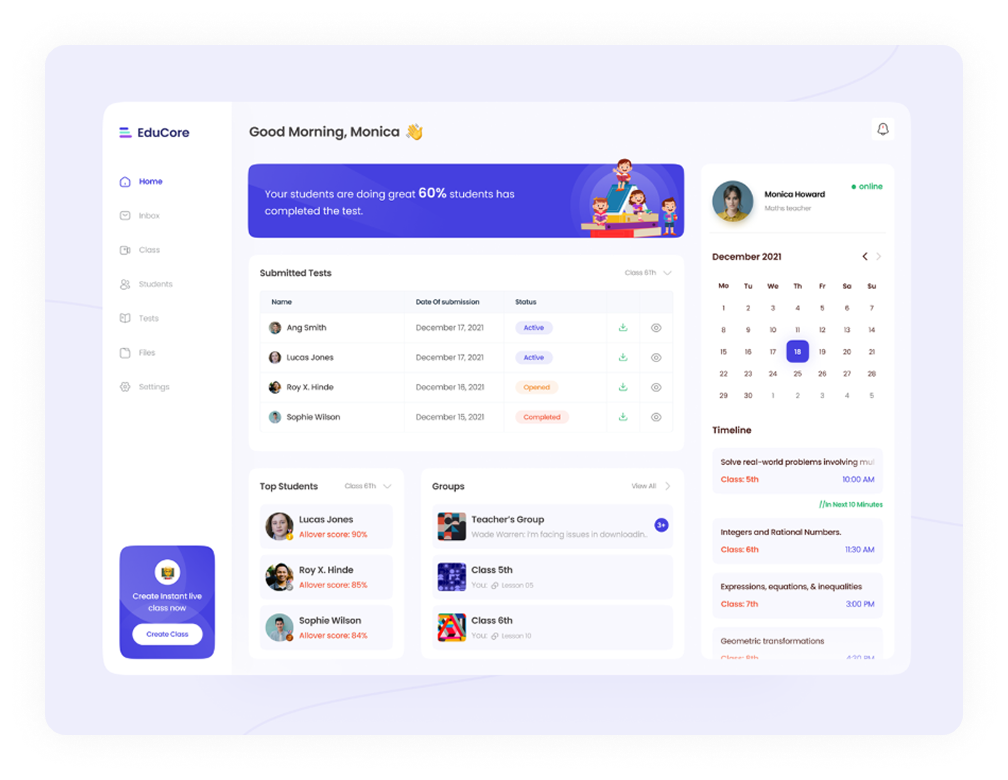 EduCore
Home
Inbox
Class
Students
Tests
Files
Settings
Create Instant live
class now
Create Class
Good Morning, Monica
Your students are doing great 60% students has
completed the test.
Submitted Tests
Class 6Th
Name Date Of submission Status
Ang Smith December 17, 2021 Active
Lucas Jones December 17, 2021 Active
Roy X. Hinde December 16, 2021 Opened
Sophie Wilson December 15, 2021 Completed
Top Students
Class 6Th
Lucas Jones
Allover score: 90%
Roy X. Hinde
Allover score: 85%
Sophie Wilson
Allover score: 84%
Groups
View All
Teacher's Group
Wade Warren: I'm facing issues in downloadin..
3+
Class 5th
You: Lesson 05
Class 6th
You: Lesson 10
Monica Howard
Maths teacher
online
December 2021
Mo Tu We Th Fr Sa Su
1 2 3 4 5 6 7
8 9 10 11 12 13 14
15 16 17 18 19 20 21
22 23 24 25 26 27 28
29 30 1 2 3 4 5
Timeline
Solve real-world problems involving mul
Class: 5th 10:00 AM
//In Next 10 Minutes
Integers and Rational Numbers.
Class: 6th 11:30 AM
Expressions, equations, & inequalities
Class: 7th 3:00 PM
Geometric transformations
Class: 8th 4:30 PM